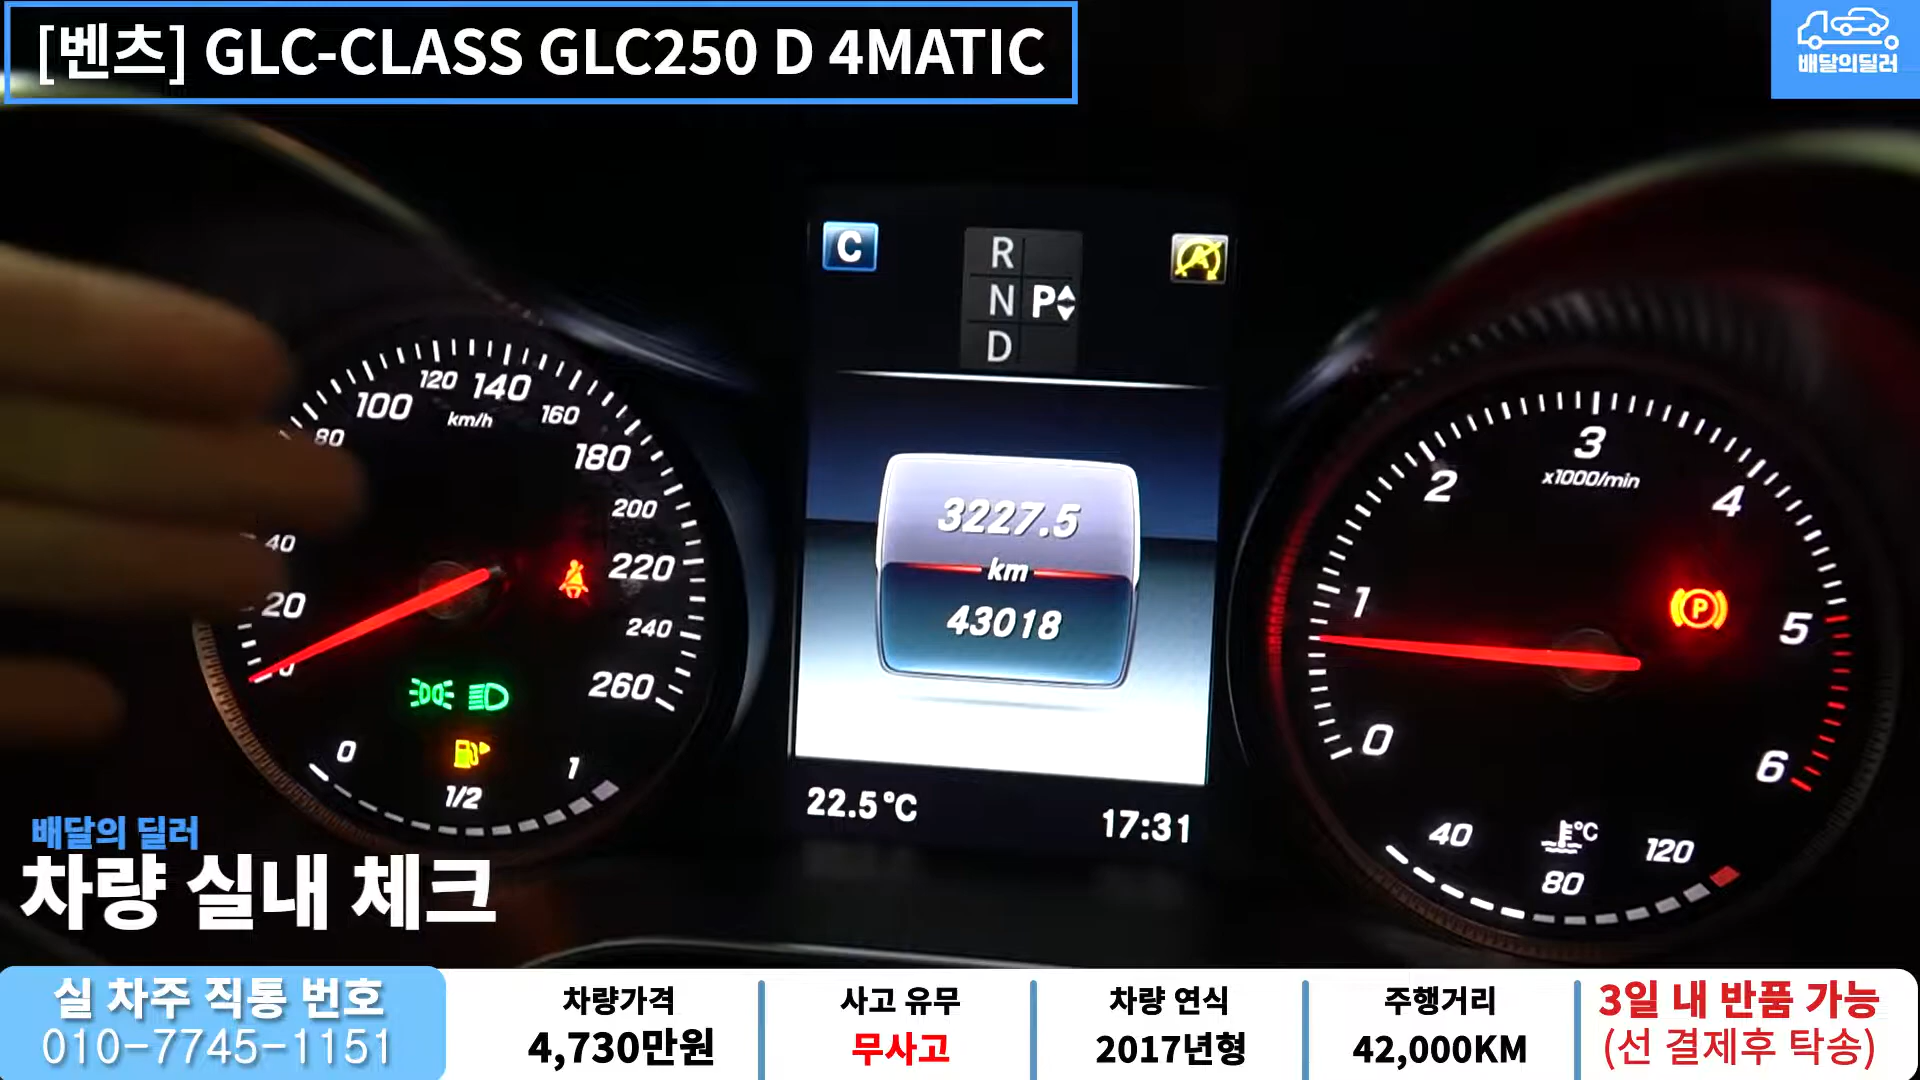 [벤츠] GLC-CLASS GLC250 D 4MATIC
배달의딜러
C
R
N P
D
A
0 20 40 80 100 120 140 160 180 200 220 240 260
km/h
0 1/2 1
3227.5
km
43018
22.5°C 17:31
0 1 2 3 4 5 6
x1000/min
P
40 80 120
°C
배달의 딜러
차량 실내 체크
실 차주 직통 번호
010-7745-1151
차량가격
4,730만원
사고 유무
무사고
차량 연식
2017년형
주행거리
42,000KM
3일 내 반품 가능
(선 결제후 탁송)